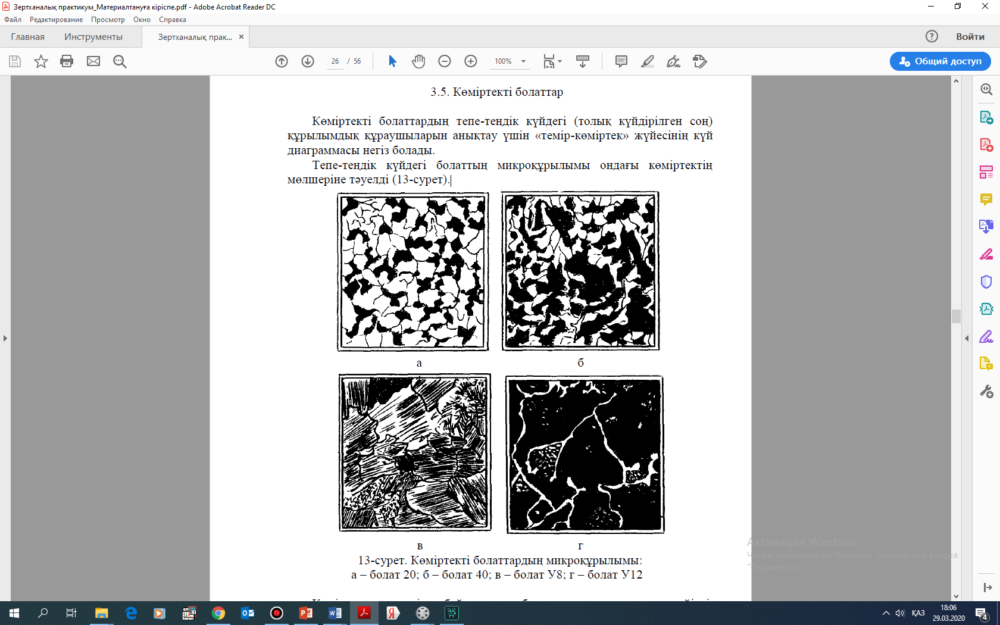 Зертханалық практикум_Материалтануға кіріспе.pdf - Adobe Acrobat Reader DC
Файл Редактирование Просмотр Окно Справка
Главная Инструменты Зертханалық прак... ×
Войти
26 / 56 100% Общий доступ
3.5. Көміртекті болаттар
Көміртекті болаттардың тепе-теңдік күйдегі (толық күйдірілген соң)
құрылымдық құраушыларын анықтау үшін «темір-көміртек» жүйесінің күй
диаграммасы негіз болады.
Тепе-теңдік күйдегі болаттың микроқұрылымы ондағы көміртектің
мөлшеріне тәуелді (13-сурет).
а б
в г
13-сурет. Көміртекті болаттардың микроқұрылымы:
а – болат 20; б – болат 40; в – болат У8; г – болат У12
Активация Windows
Чтобы активировать Windows, перейдите в раздел
"Параметры".
ҚАЗ
18:06
29.03.2020
4